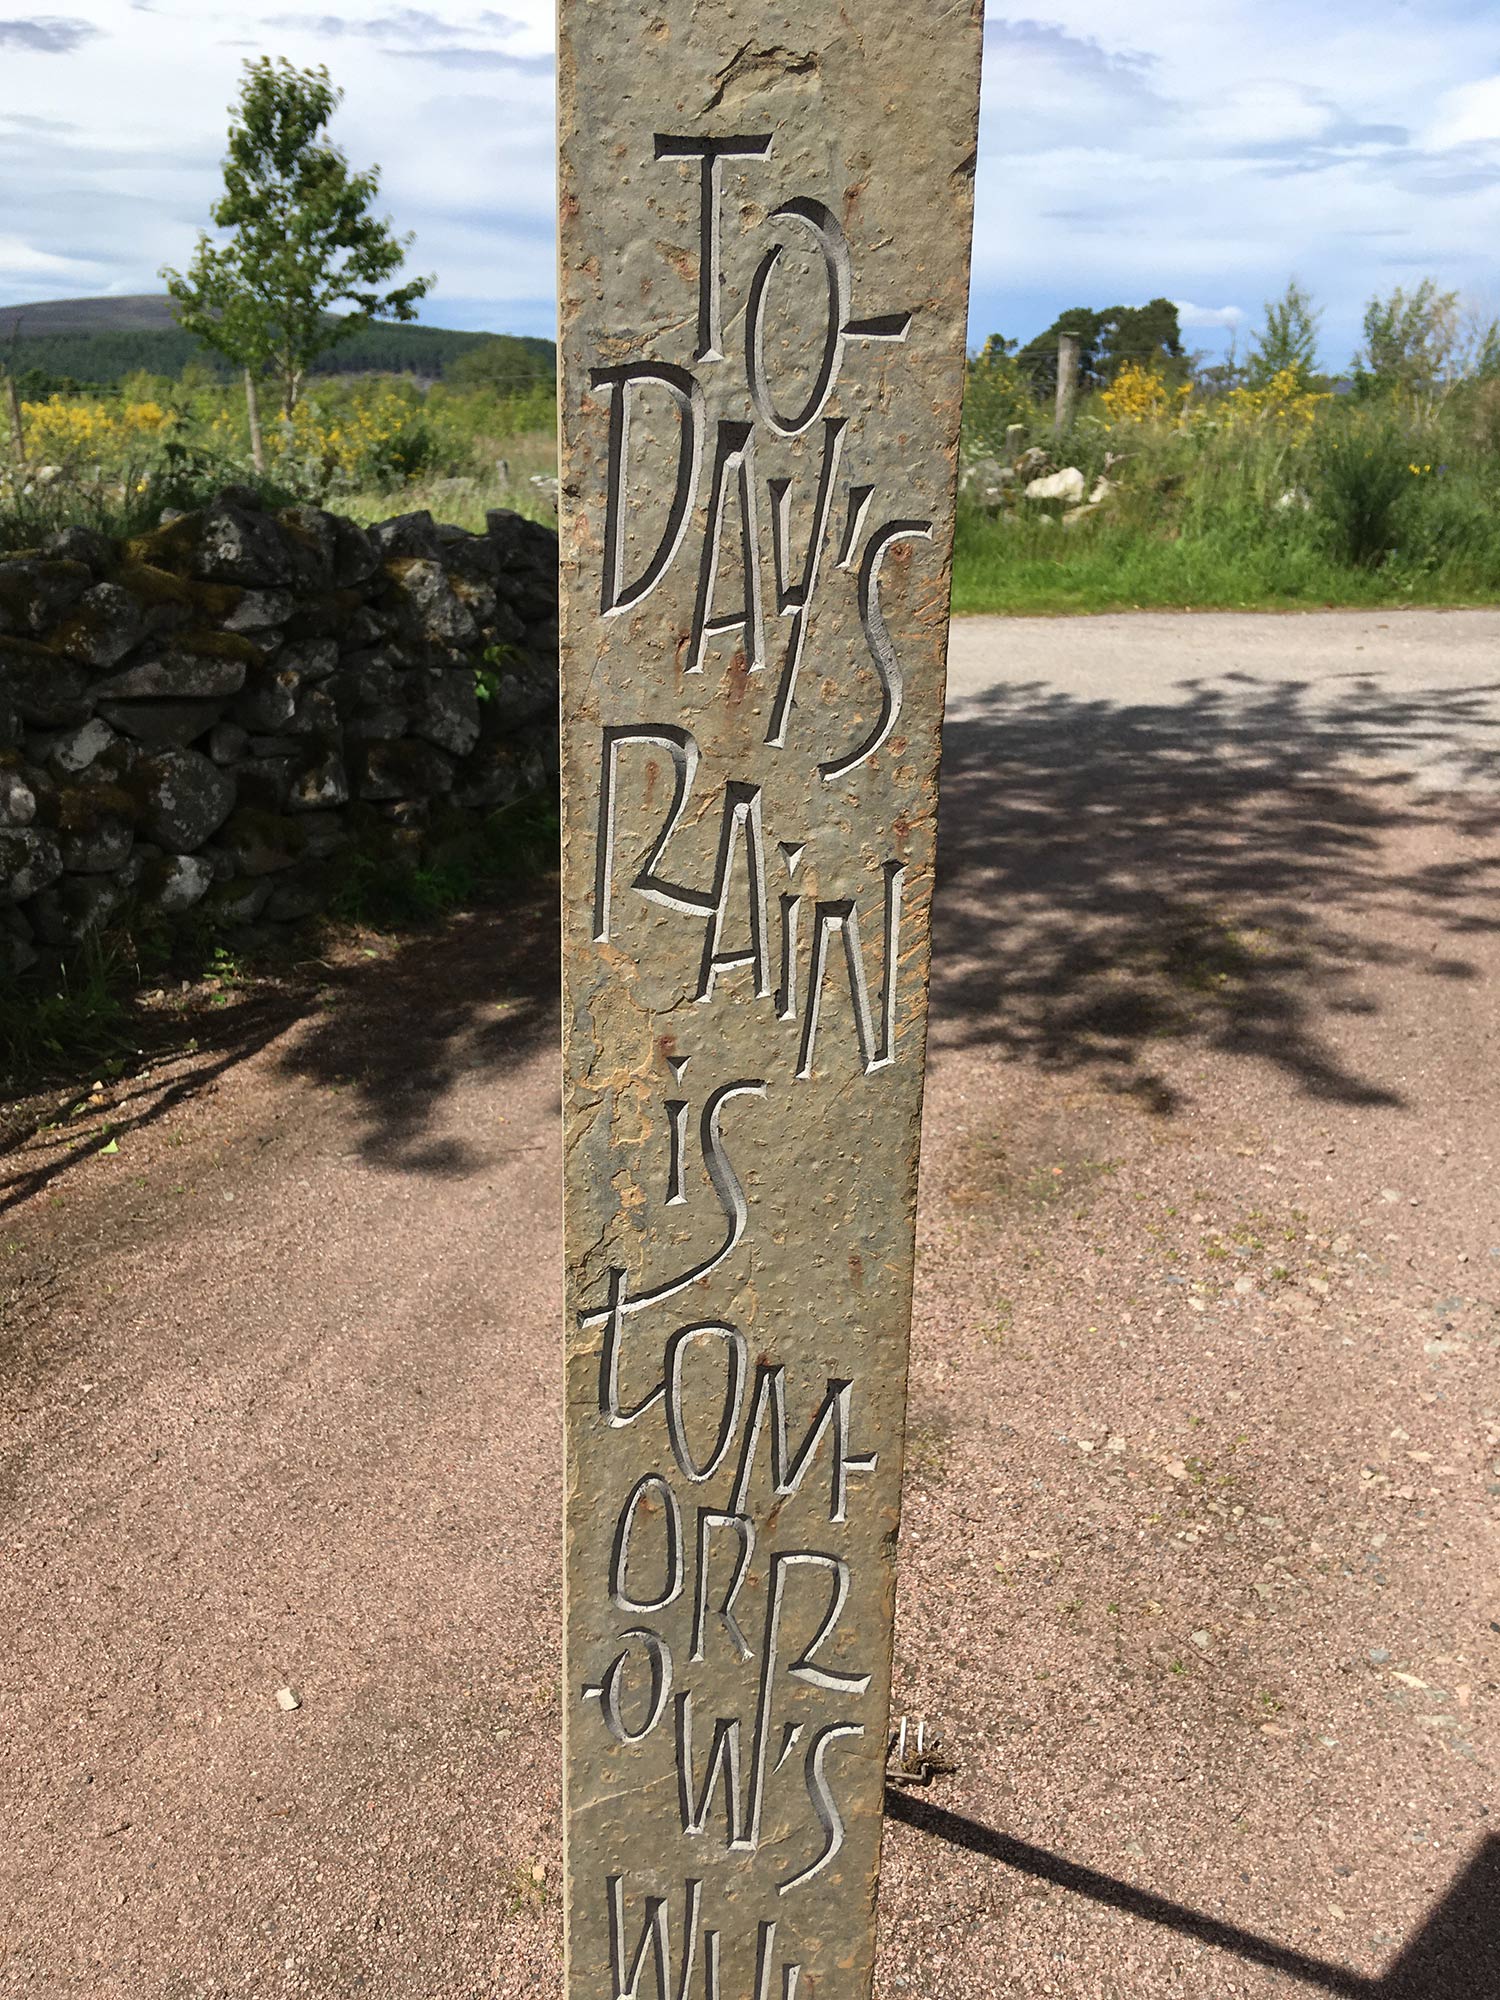 TO-
DAY'S
RAiN
is
tOM-
ORR
-OW'S